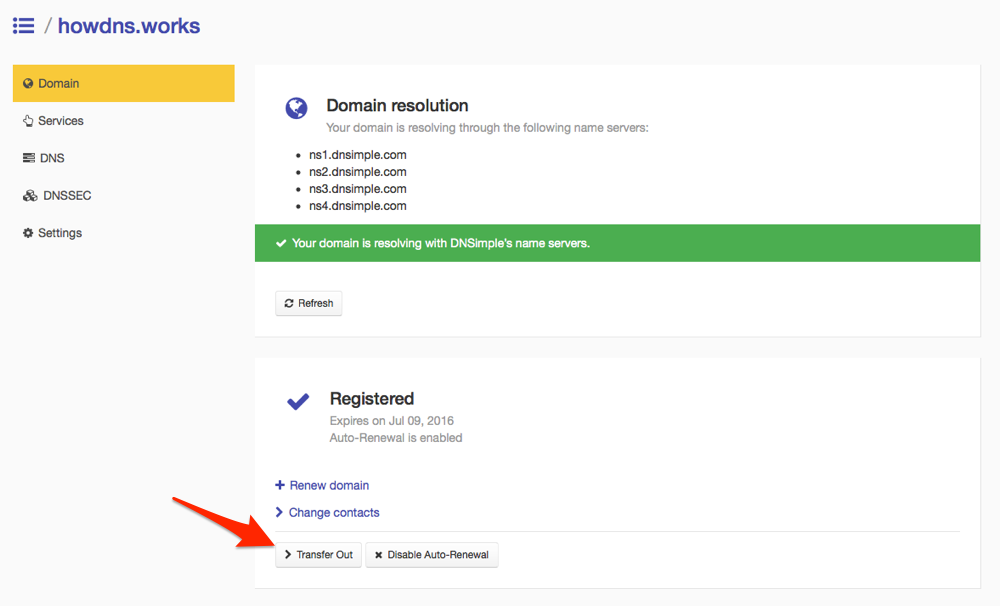 / howdns.works
Domain
Services
DNS
DNSSEC
Settings
Domain resolution
Your domain is resolving through the following name servers:
ns1.dnsimple.com
ns2.dnsimple.com
ns3.dnsimple.com
ns4.dnsimple.com
Your domain is resolving with DNSimple's name servers.
Refresh
Registered
Expires on Jul 09, 2016
Auto-Renewal is enabled
Renew domain
Change contacts
Transfer Out
Disable Auto-Renewal